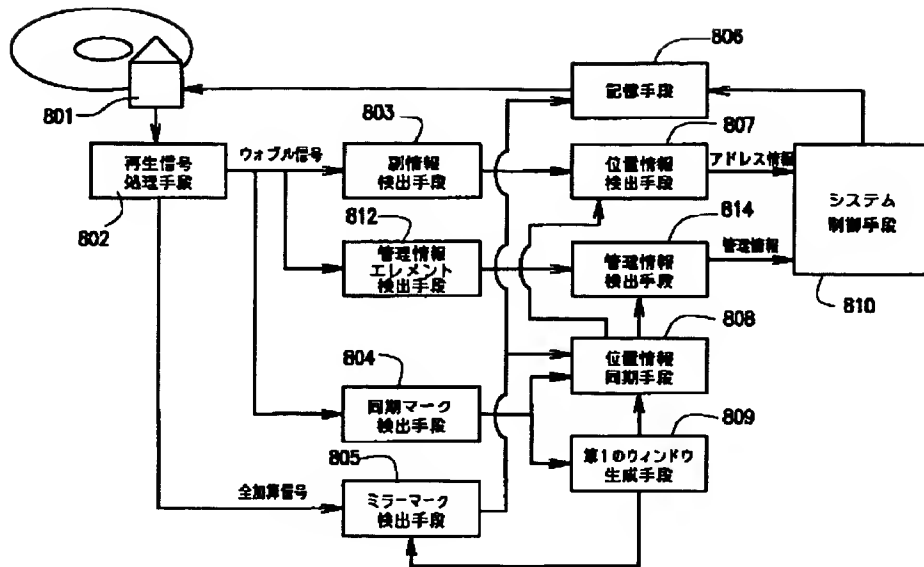 806
記憶手段
801
803
807
再生信号
処理手段
ウォブル信号
副情報
検出手段
位置情報
検出手段
アドレス情報
システム
制御手段
802
812
814
管理情報
エレメント
検出手段
管理情報
検出手段
管理情報
810
808
804
位置情報
同期手段
同期マーク
検出手段
809
805
第1のウィンドウ
生成手段
全加算信号
ミラーマーク
検出手段